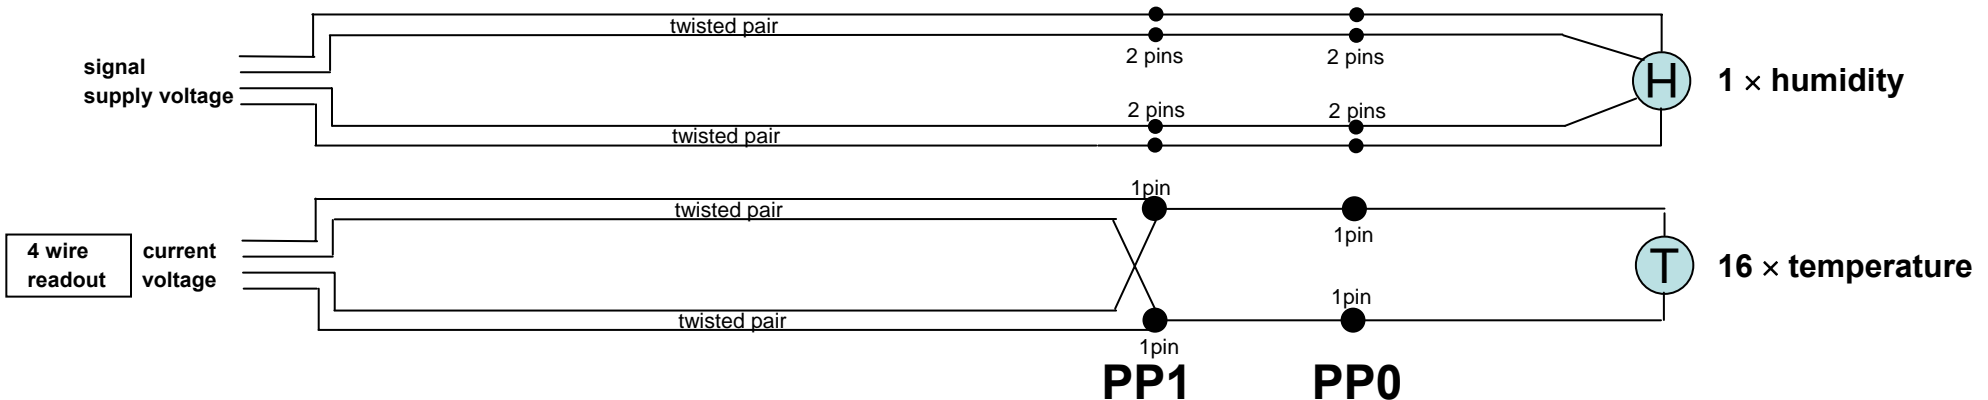 twisted pair
2 pins
2 pins
signal
supply voltage
H
1 × humidity
2 pins
2 pins
twisted pair
1pin
twisted pair
1pin
4 wire
readout
current
voltage
T
16 × temperature
1pin
twisted pair
1pin
PP1
PP0